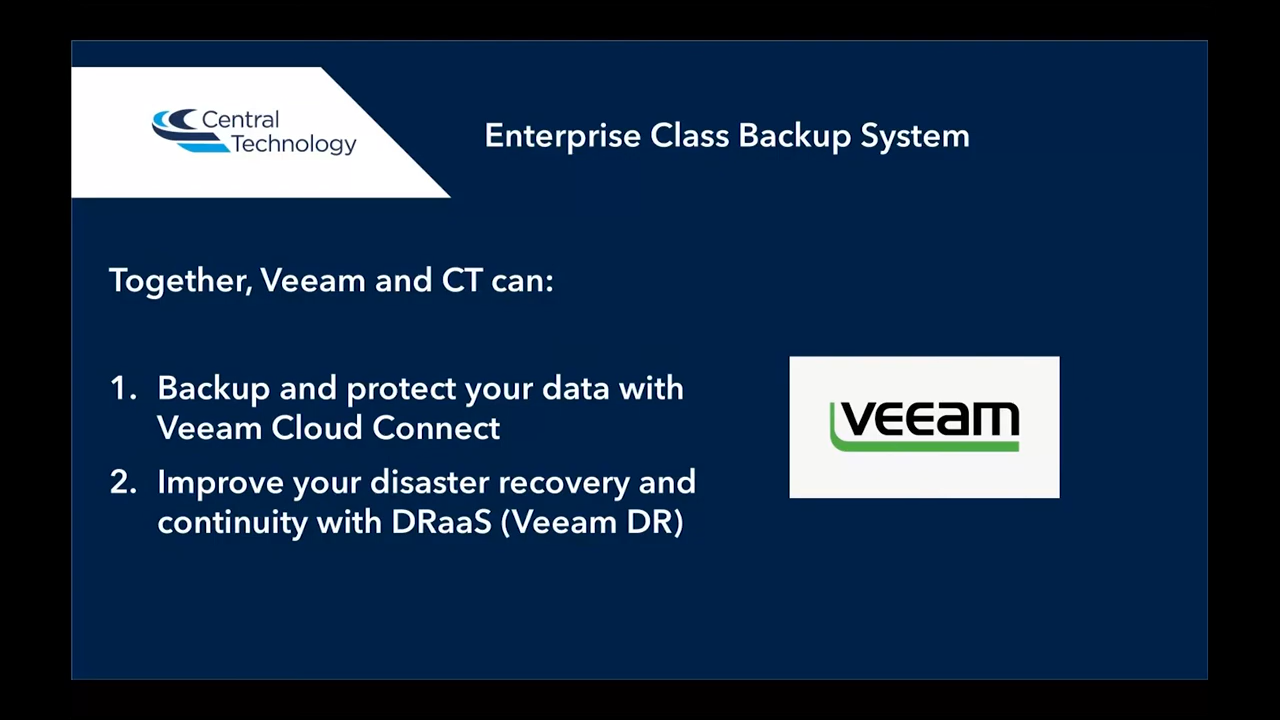 Central
Technology
Enterprise Class Backup System
Together, Veeam and CT can:
1. Backup and protect your data with
Veeam Cloud Connect
2. Improve your disaster recovery and
continuity with DRaaS (Veeam DR)
veeam